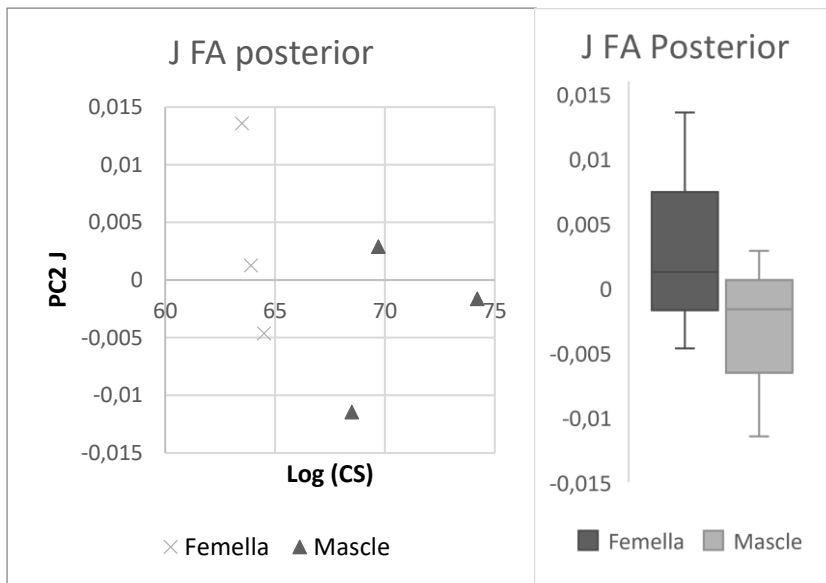 J FA posterior
0,015
0,01
0,005
0
-0,005
-0,01
-0,015
PC2 J
60 65 70 75
Log (CS)
Femella Mascle
J FA Posterior
0,015
0,01
0,005
0
-0,005
-0,01
-0,015
Femella Mascle